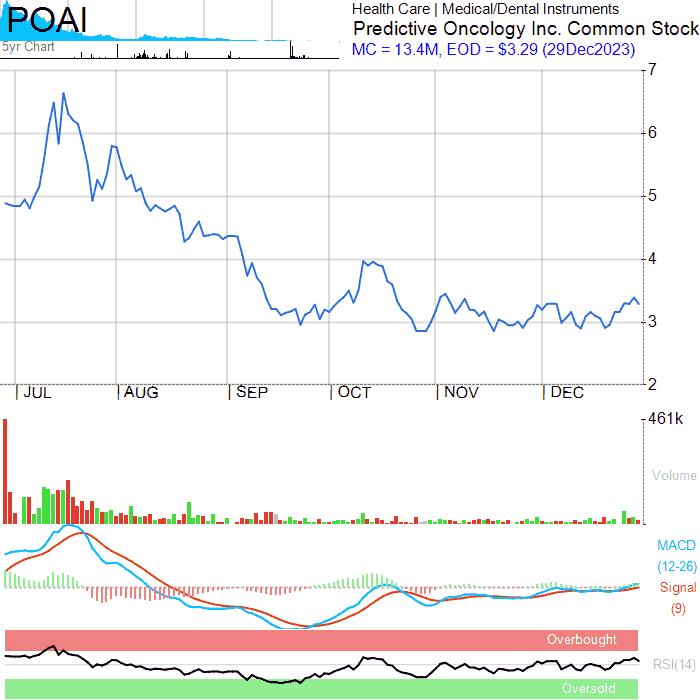 POAI
5yr Chart
Health Care | Medical/Dental Instruments
Predictive Oncology Inc. Common Stock
MC = 13.4M, EOD = $3.29 (29Dec2023)
7
6
5
4
3
2
JUL AUG SEP OCT NOV DEC
461k
Volume
MACD
(12-26)
Signal
(9)
Overbought
RSI(14)
Oversold